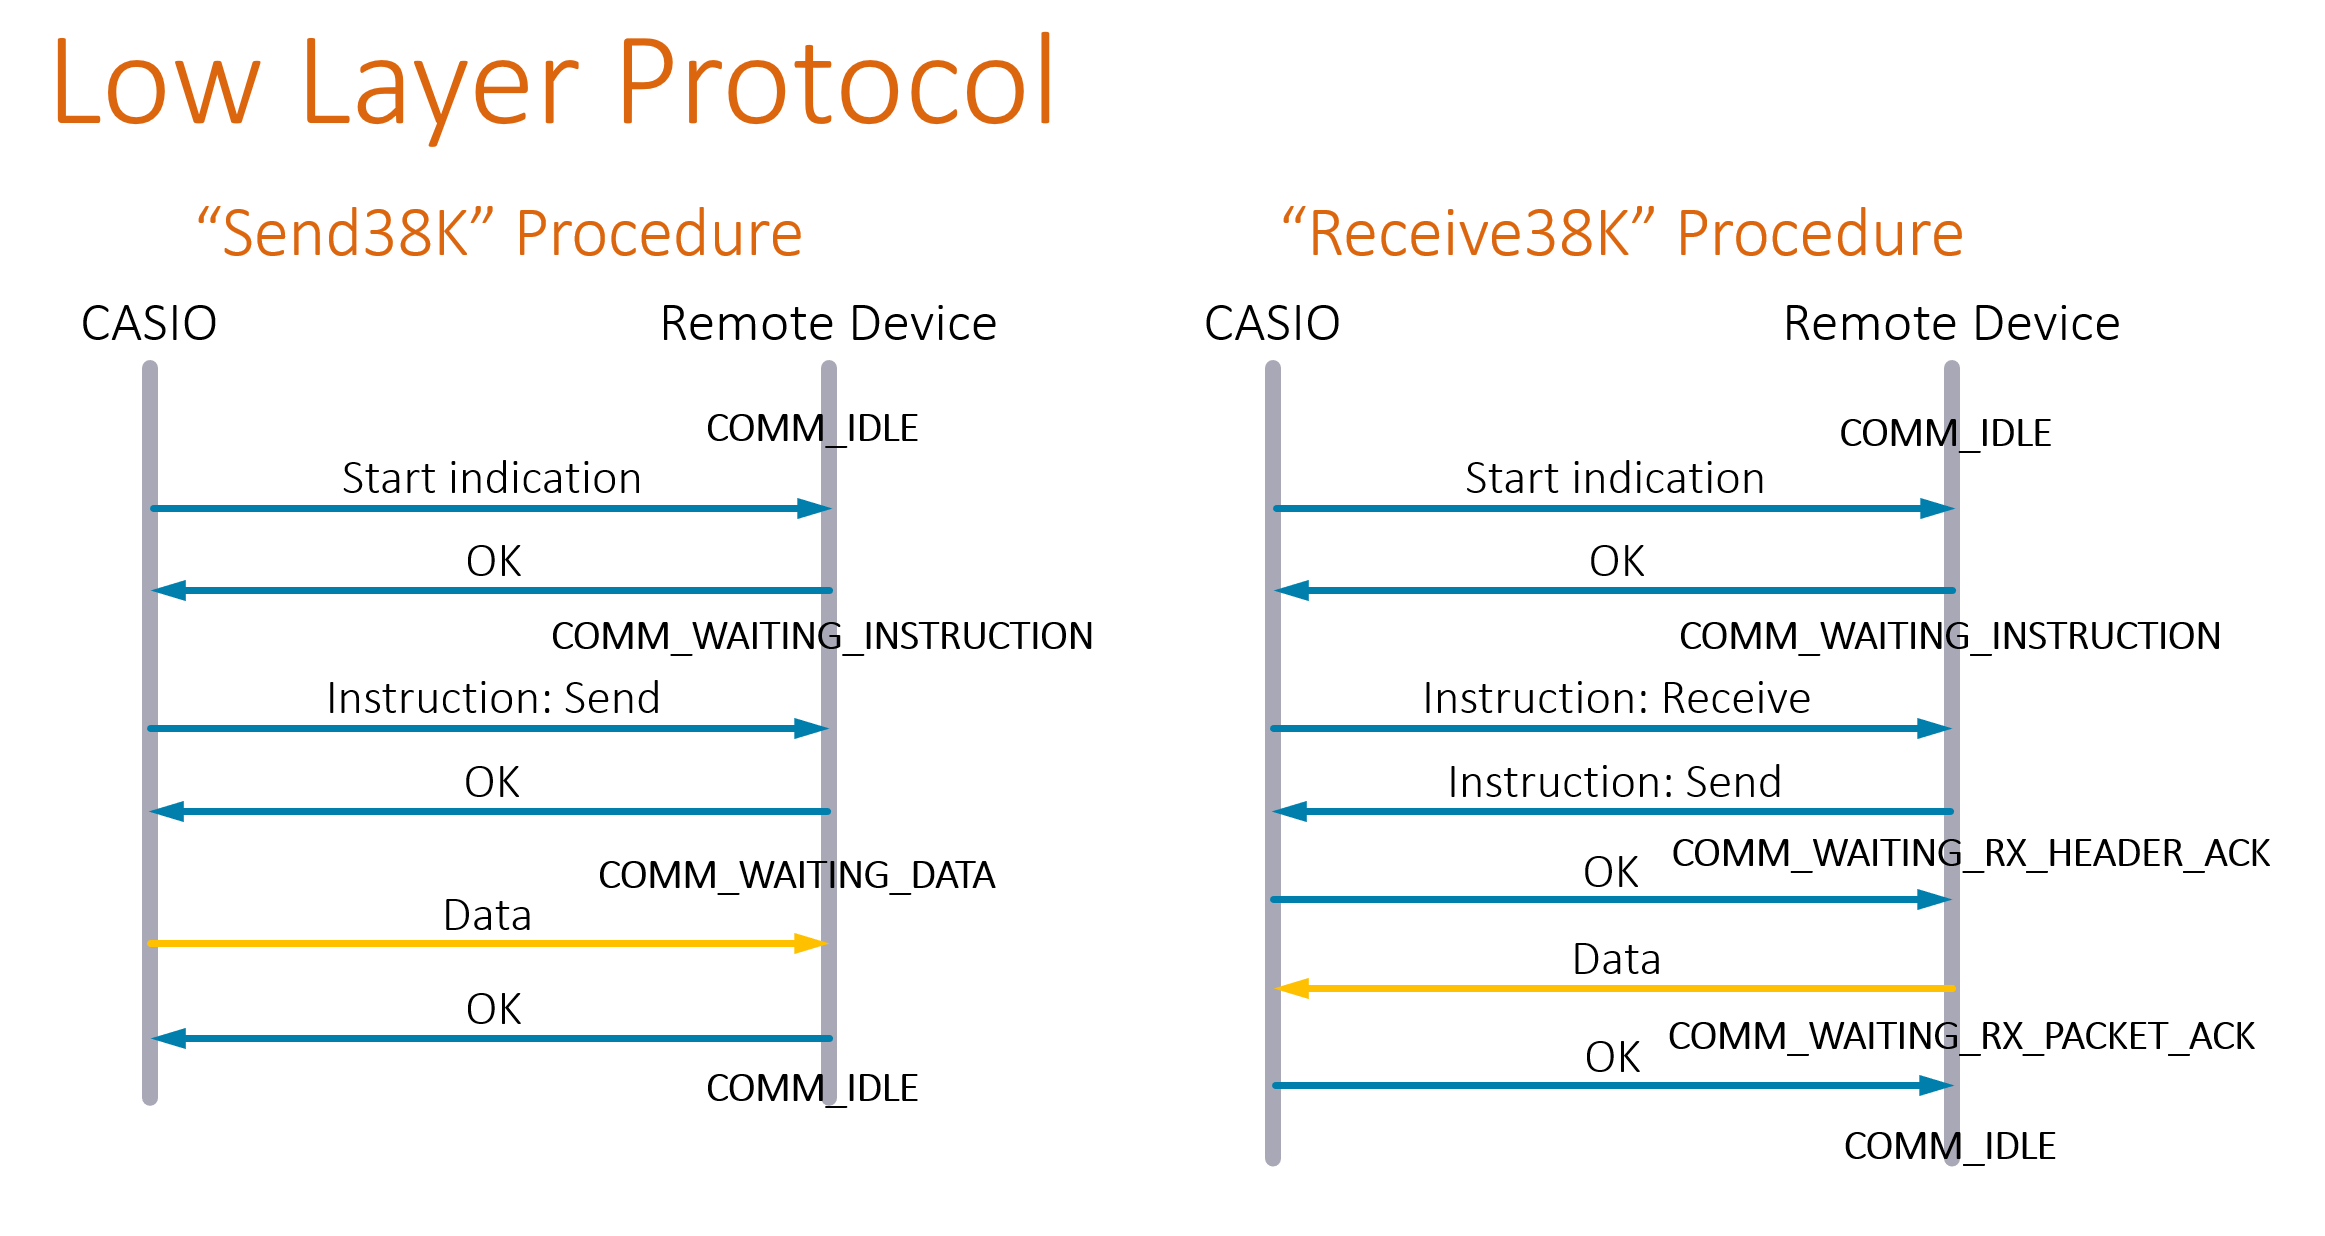 Low Layer Protocol
“Send38K” Procedure
CASIO
Remote Device
COMM_IDLE
Start indication
OK
COMM_WAITING_INSTRUCTION
Instruction: Send
OK
COMM_WAITING_DATA
Data
OK
COMM_IDLE
“Receive38K” Procedure
CASIO
Remote Device
COMM_IDLE
Start indication
OK
COMM_WAITING_INSTRUCTION
Instruction: Receive
Instruction: Send
COMM_WAITING_RX_HEADER_ACK
OK
Data
COMM_WAITING_RX_PACKET_ACK
OK
COMM_IDLE